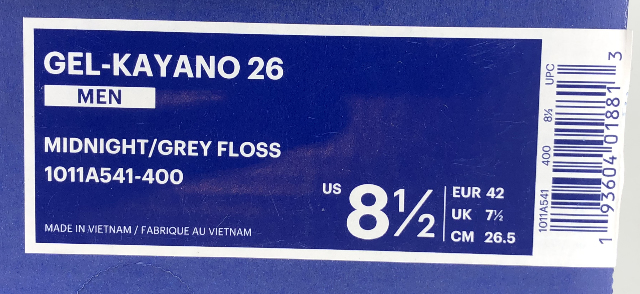 GEL-KAYANO 26
MEN
MIDNIGHT/GREY FLOSS
1011A541-400
US 8½
EUR 42
UK 7½
CM 26.5
MADE IN VIETNAM / FABRIQUE AU VIETNAM
1011A541 400 8½ UPC
1 93604 01881 3